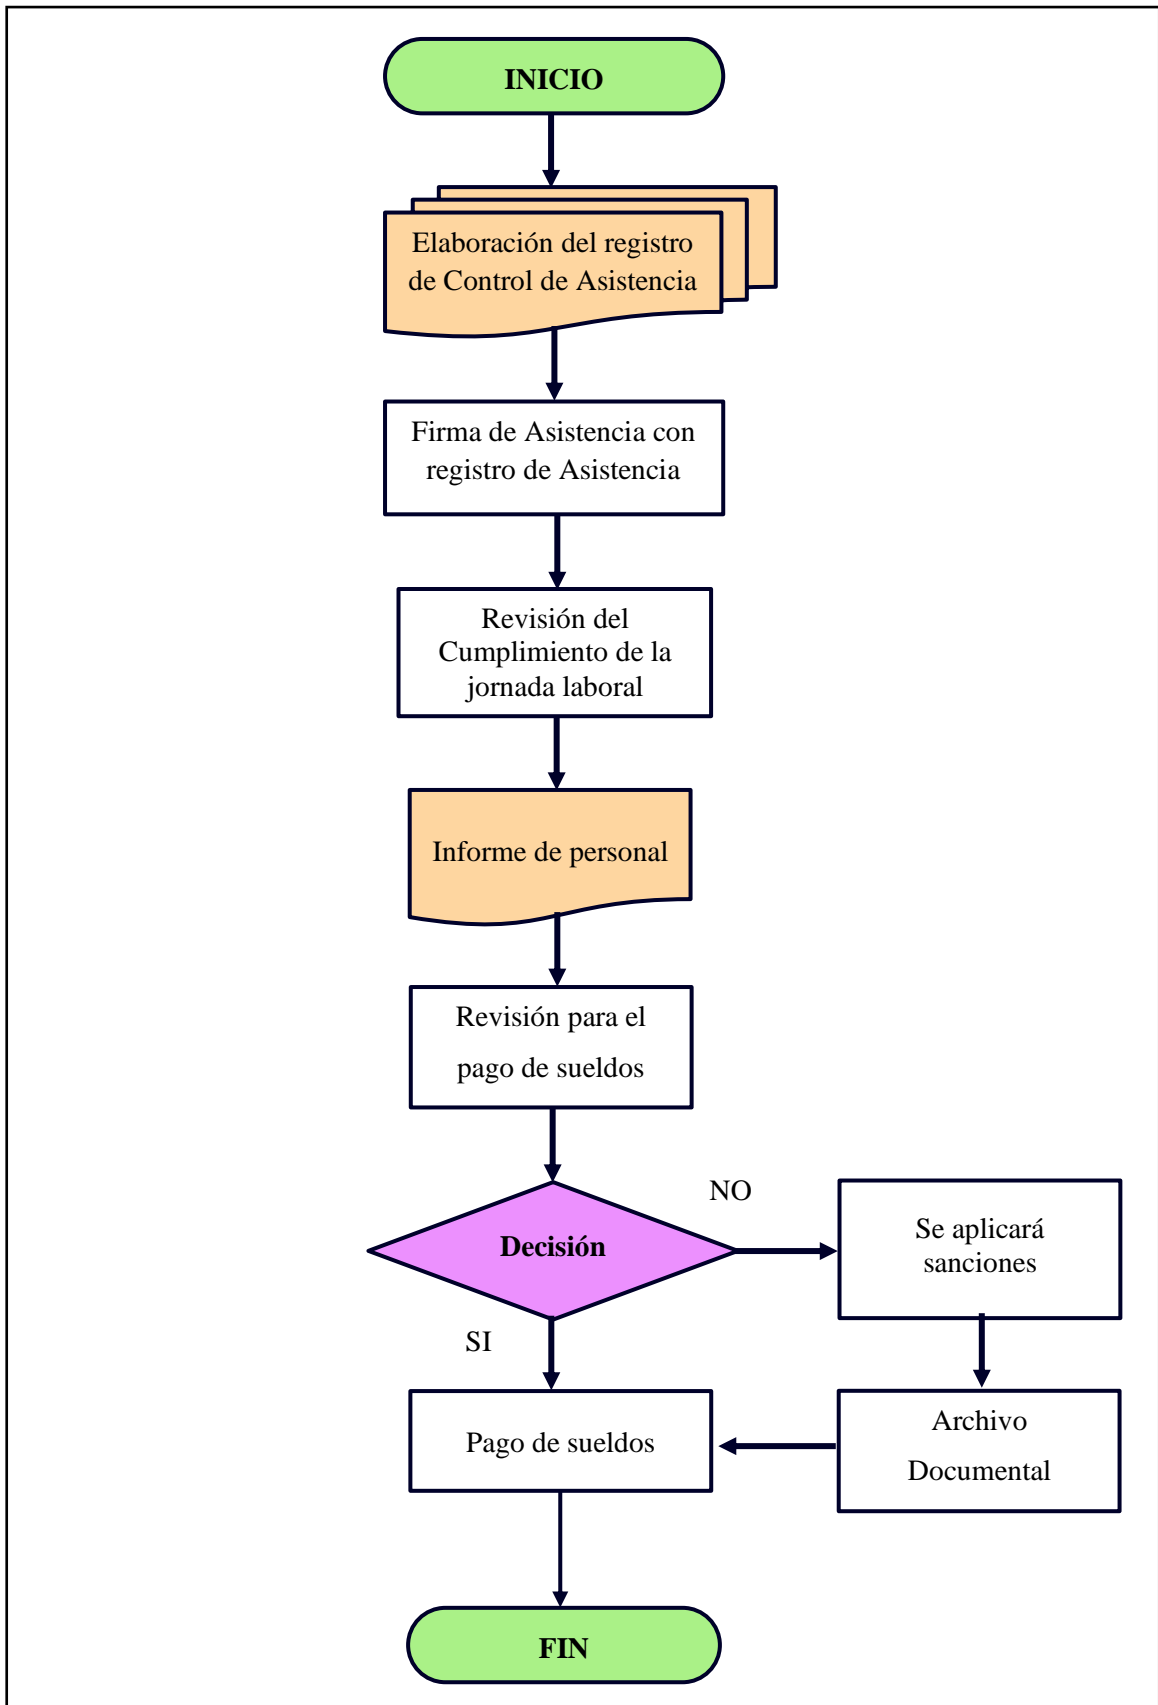 INICIO
Elaboración del registro
de Control de Asistencia
Firma de Asistencia con
registro de Asistencia
Revisión del
Cumplimiento de la
jornada laboral
Informe de personal
Revisión para el
pago de sueldos
Decisión
NO
Se aplicará
sanciones
SI
Pago de sueldos
Archivo
Documental
FIN